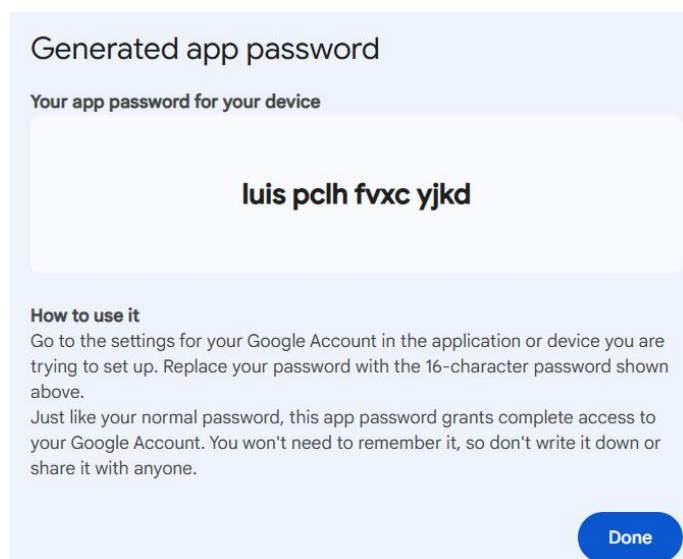 Generated app password
Your app password for your device
luis pclh fvxc yjkd
How to use it
Go to the settings for your Google Account in the application or device you are
trying to set up. Replace your password with the 16-character password shown
above.
Just like your normal password, this app password grants complete access to
your Google Account. You won't need to remember it, so don't write it down or
share it with anyone.
Done